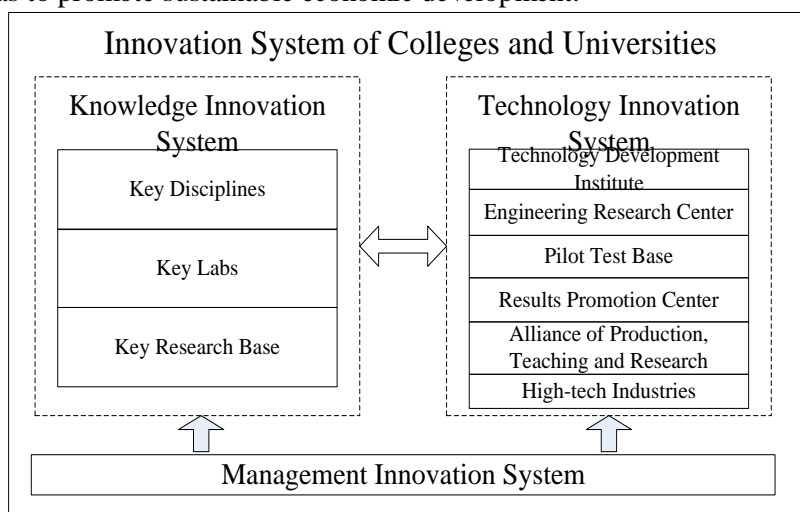 as to promote sustainable economic development.
Innovation System of Colleges and Universities
Knowledge Innovation
System
Key Disciplines
Key Labs
Key Research Base
Technology Innovation
System
Technology Development
Institute
Engineering Research Center
Pilot Test Base
Results Promotion Center
Alliance of Production,
Teaching and Research
High-tech Industries
Management Innovation System